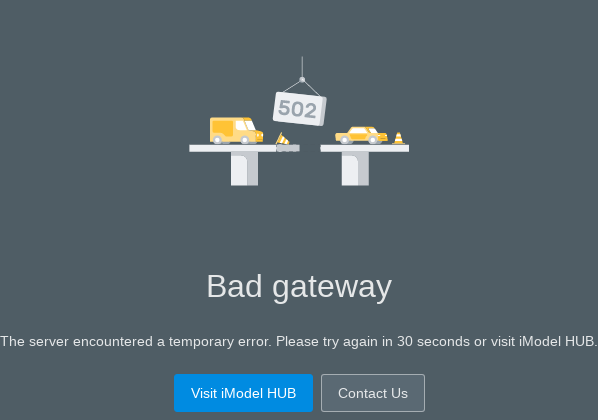 502
Bad gateway
The server encountered a temporary error. Please try again in 30 seconds or visit iModel HUB.
Visit iModel HUB
Contact Us